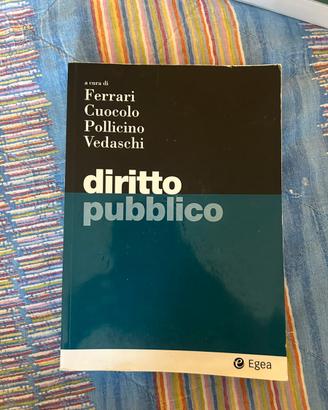 a cura di
Ferrari
Cuocolo
Pollicino
Vedaschi
diritto
pubblico
e Egea